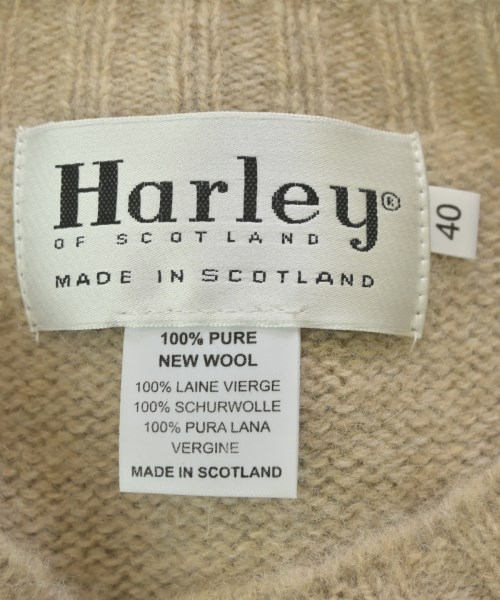 Harley®
OF SCOTLAND
MADE IN SCOTLAND
40
100% PURE
NEW WOOL
100% LAINE VIERGE
100% SCHURWOLLE
100% PURA LANA
VERGINE
MADE IN SCOTLAND